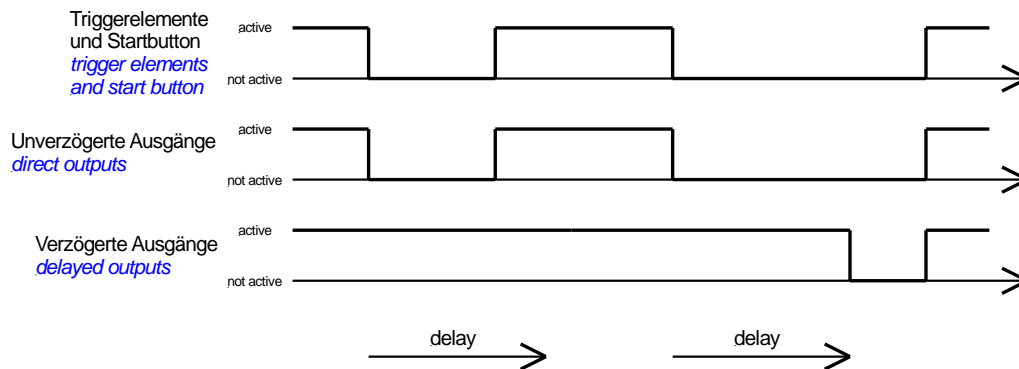 Triggerelemente
und Startbutton
trigger elements
and start button
active
not active
Unverzögerte Ausgänge
direct outputs
active
not active
Verzögerte Ausgänge
delayed outputs
active
not active
delay
delay